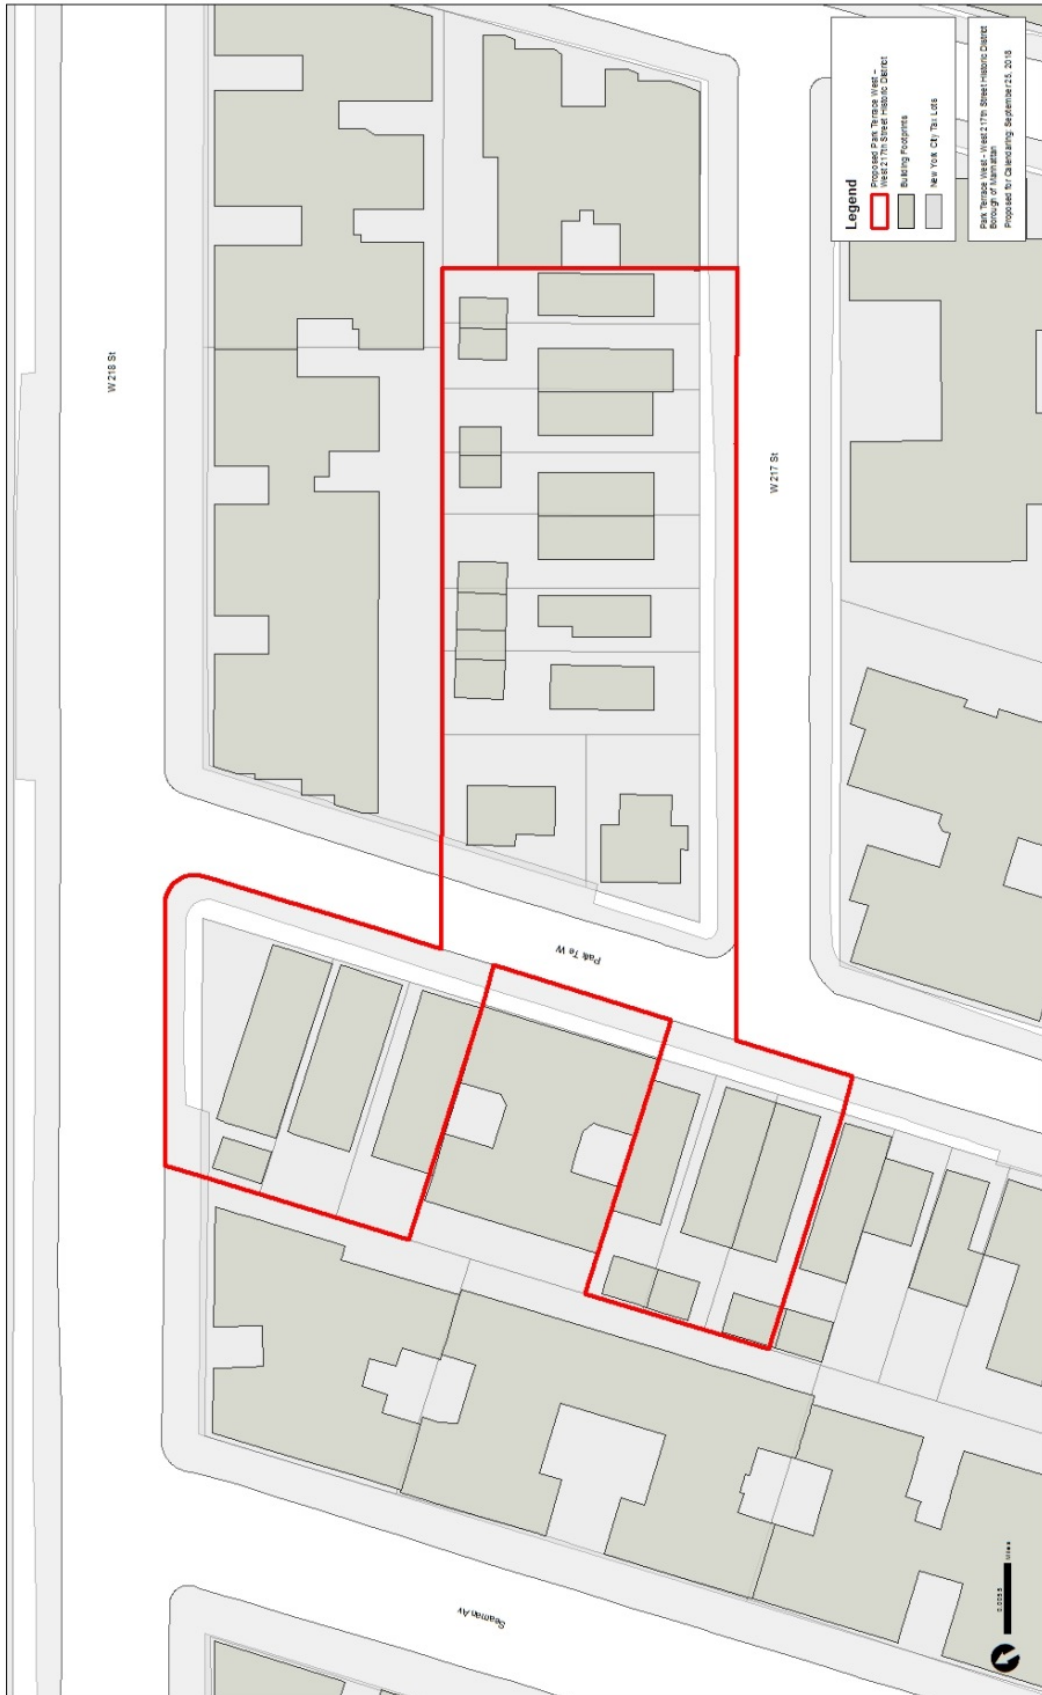 W 218 St
W 217 St
Park Te W
Seaman Av
Legend
Proposed Park Terrace West –
West 217th Street Historic District
Building Footprints
New York City Tax Lots
Park Terrace West - West 217th Street Historic District
Borough of Manhattan
Proposed for Calendaring: September 25, 2018
Miles